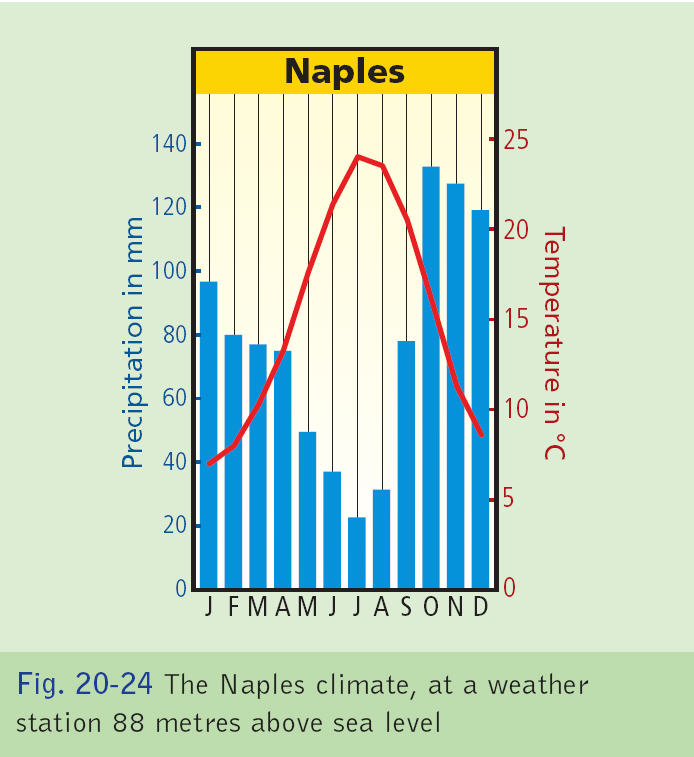 Naples
140
120
100
80
60
40
20
0
Precipitation in mm
25
20
15
10
5
0
Temperature in °C
J F M A M J J A S O N D
Fig. 20-24 The Naples climate, at a weather
station 88 metres above sea level